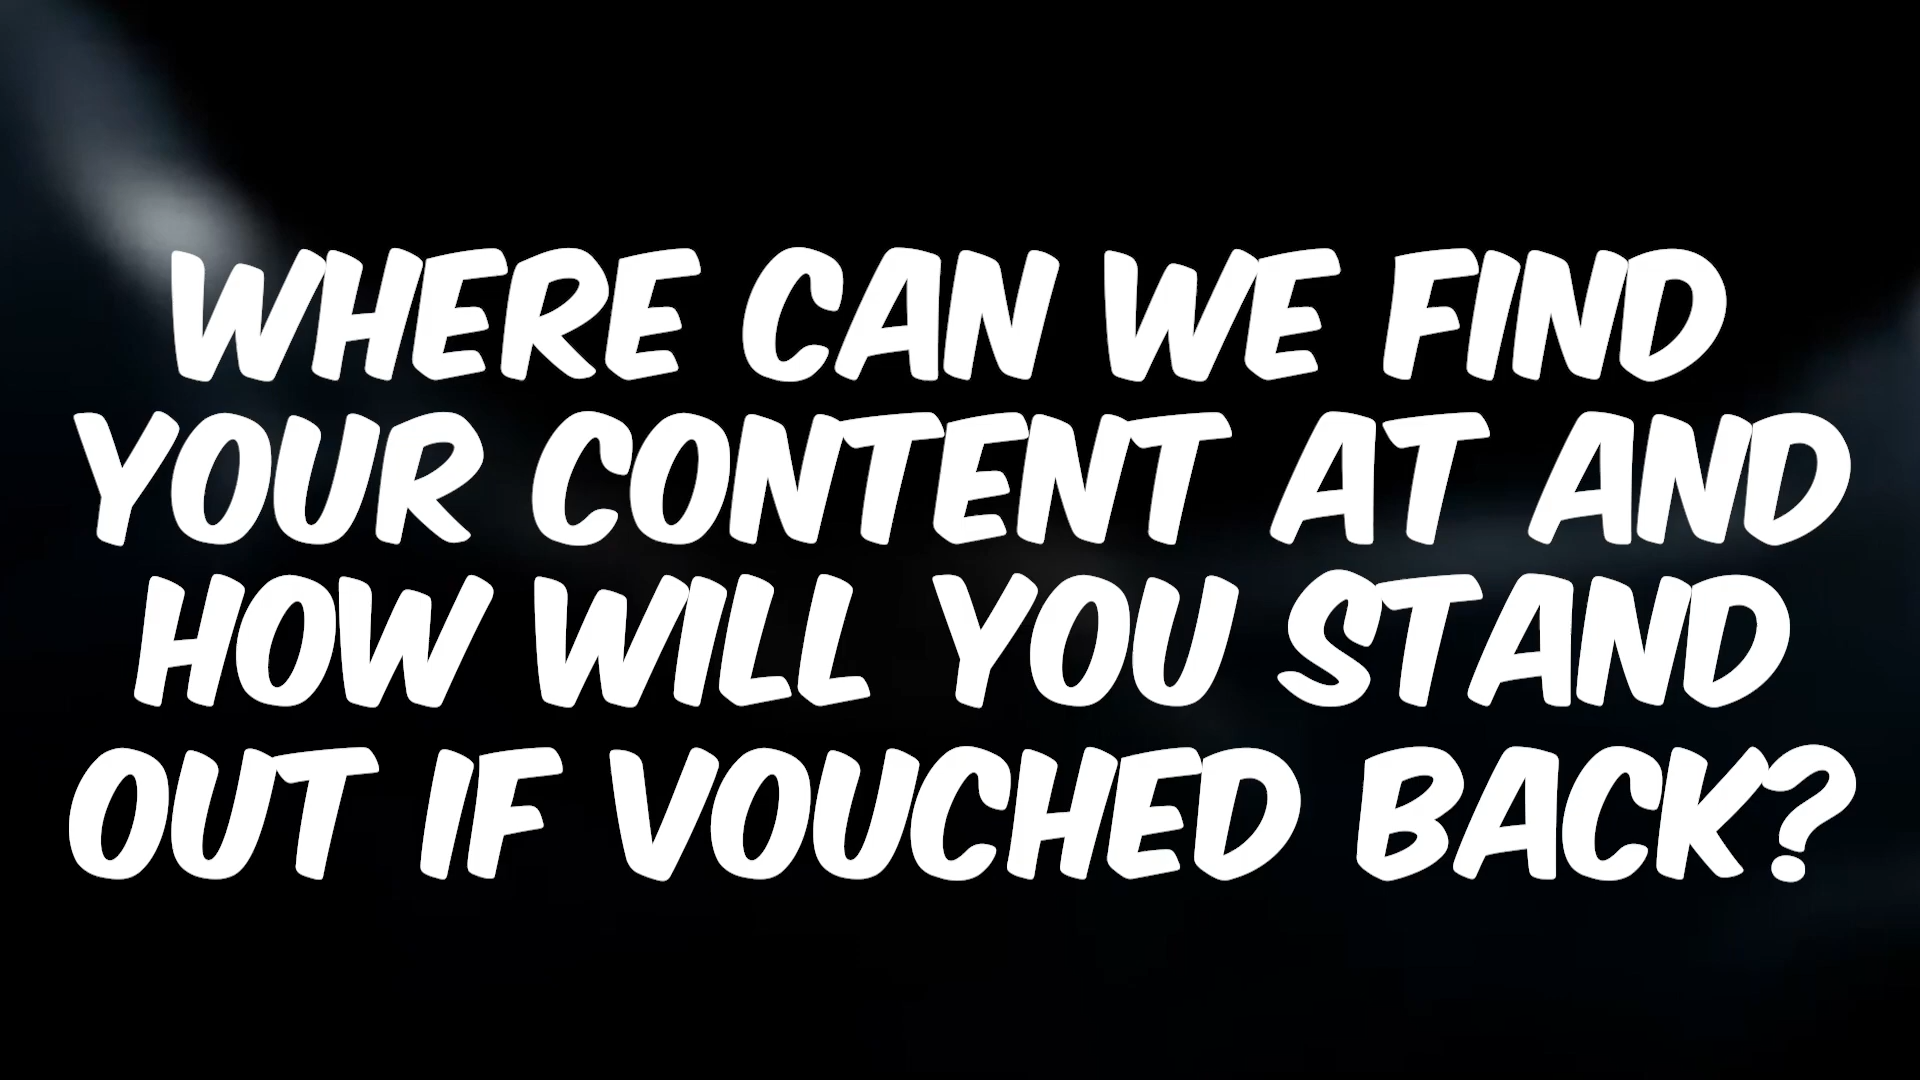 WHERE CAN WE FIND
YOUR CONTENT AT AND
HOW WILL YOU STAND
OUT IF VOUCHED BACK?